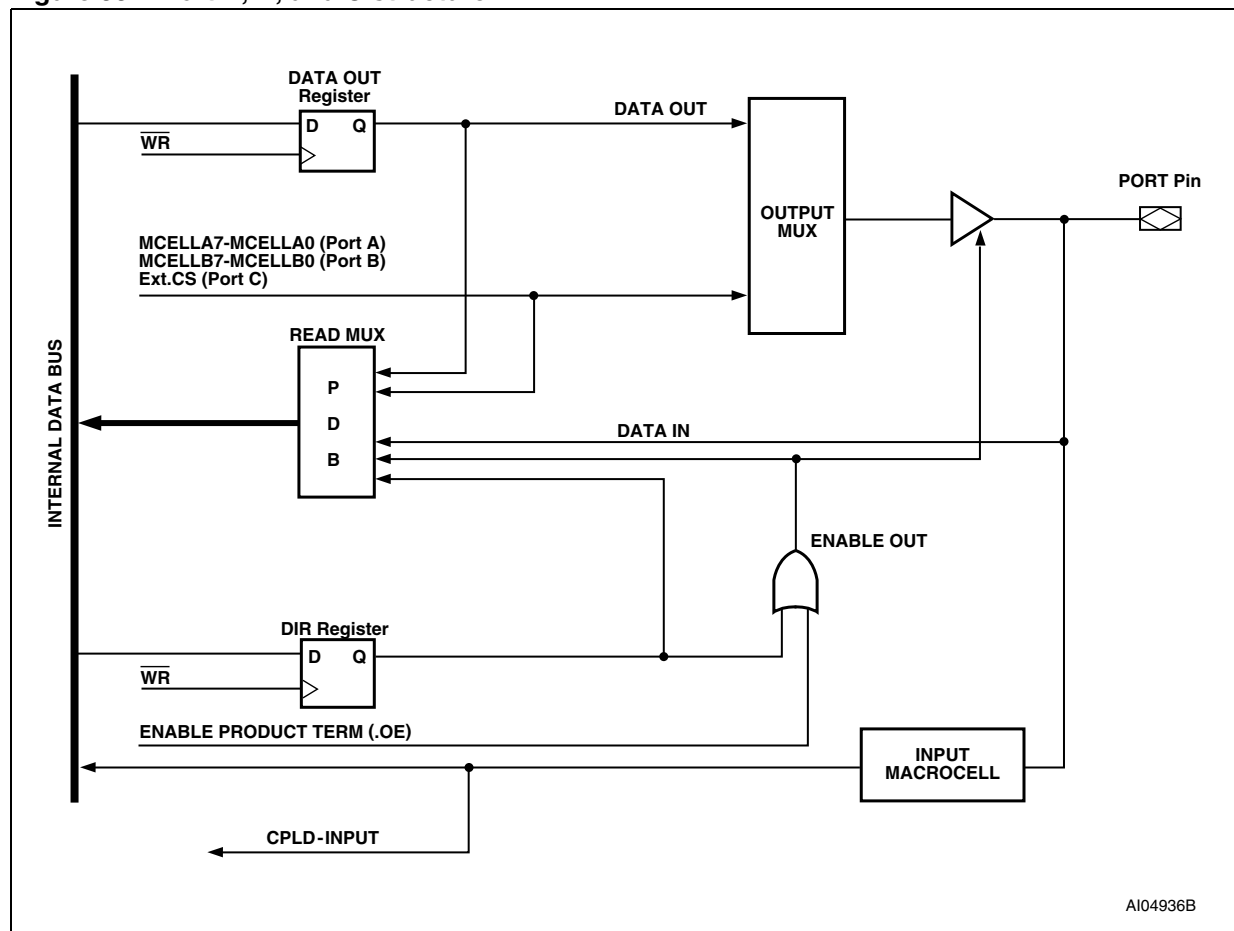 DATA OUT
Register
D Q
WR
DATA OUT
OUTPUT
MUX
PORT Pin
MCELLA7-MCELLA0 (Port A)
MCELLB7-MCELLB0 (Port B)
Ext.CS (Port C)
READ MUX
P
D
B
INTERNAL DATA BUS
DATA IN
ENABLE OUT
DIR Register
D Q
WR
ENABLE PRODUCT TERM (.OE)
INPUT
MACROCELL
CPLD-INPUT
AI04936B